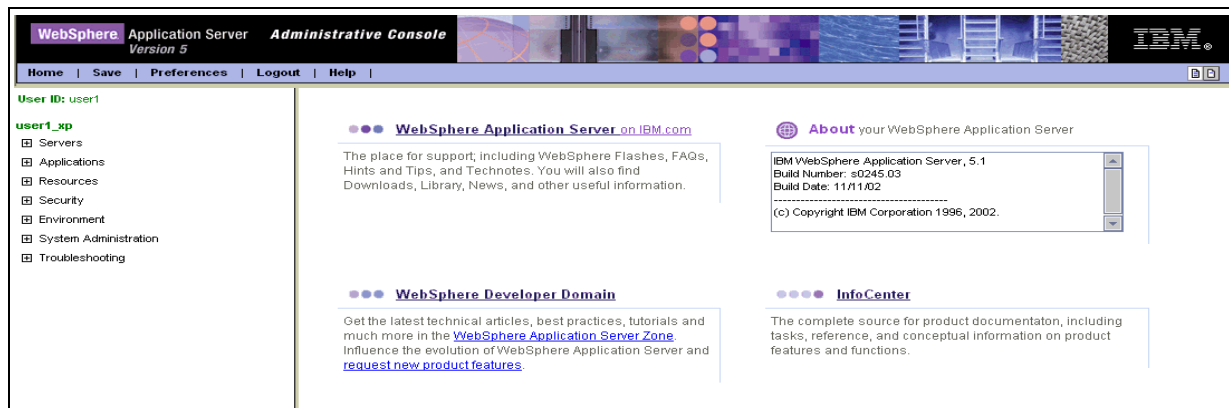 WebSphere Application Server Administrative Console
Version 5
IBM.
Home | Save | Preferences | Logout | Help |
User ID: user1
user1_xp
Servers
Applications
Resources
Security
Environment
System Administration
Troubleshooting
WebSphere Application Server on IBM.com
The place for support; including WebSphere Flashes, FAQs,
Hints and Tips, and Technotes. You will also find
Downloads, Library, News, and other useful information.
About your WebSphere Application Server
IBM WebSphere Application Server, 5.1
Build Number: s0245.03
Build Date: 11/11/02
----------------------------------------
(c) Copyright IBM Corporation 1996, 2002.
WebSphere Developer Domain
Get the latest technical articles, best practices, tutorials and
much more in the WebSphere Application Server Zone.
Influence the evolution of WebSphere Application Server and
request new product features.
InfoCenter
The complete source for product documentaton, including
tasks, reference, and conceptual information on product
features and functions.